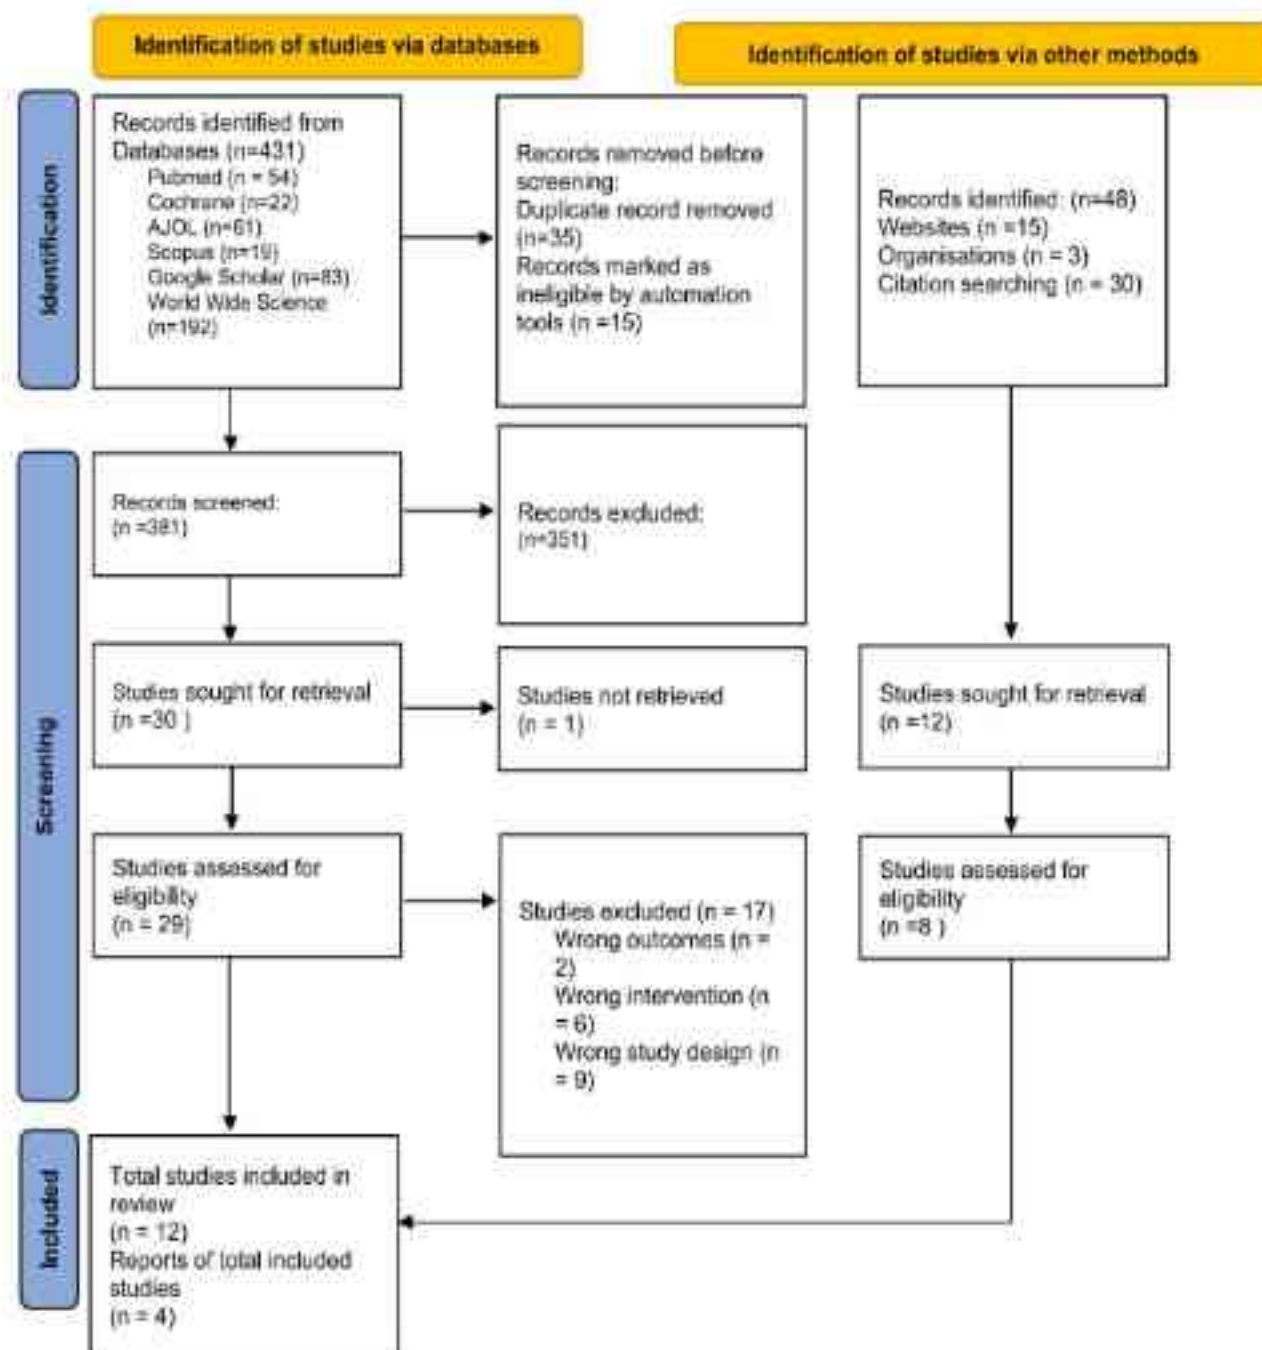 Identification of studies via databases
Identification of studies via other methods
Identification
Records identified from
Databases (n=431)
Pubmed (n = 54)
Cochrane (n=22)
AJOL (n=61)
Scopus (n=19)
Google Scholar (n=83)
World Wide Science
(n=192)
Records removed before
screening:
Duplicate record removed
(n=35)
Records marked as
ineligible by automation
tools (n =15)
Records identified: (n=48)
Websites (n =15)
Organisations (n = 3)
Citation searching (n = 30)
Screening
Records screened:
(n =381)
Records excluded:
(n=351)
Studies sought for retrieval
(n =30 )
Studies not retrieved
(n = 1)
Studies sought for retrieval
(n =12)
Studies assessed for
eligibility
(n = 29)
Studies excluded (n = 17)
Wrong outcomes (n =
2)
Wrong intervention (n
= 6)
Wrong study design (n
= 9)
Studies assessed for
eligibility
(n =8 )
Included
Total studies included in
review
(n = 12)
Reports of total included
studies
(n = 4)